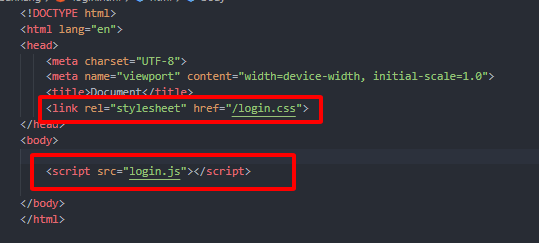 <!DOCTYPE html>
<html lang="en">
<head>
<meta charset="UTF-8">
<meta name="viewport" content="width=device-width, initial-scale=1.0">
<title>Document</title>
<link rel="stylesheet" href="/login.css">
</head>
<body>
<script src="login.js"></script>
</body>
</html>